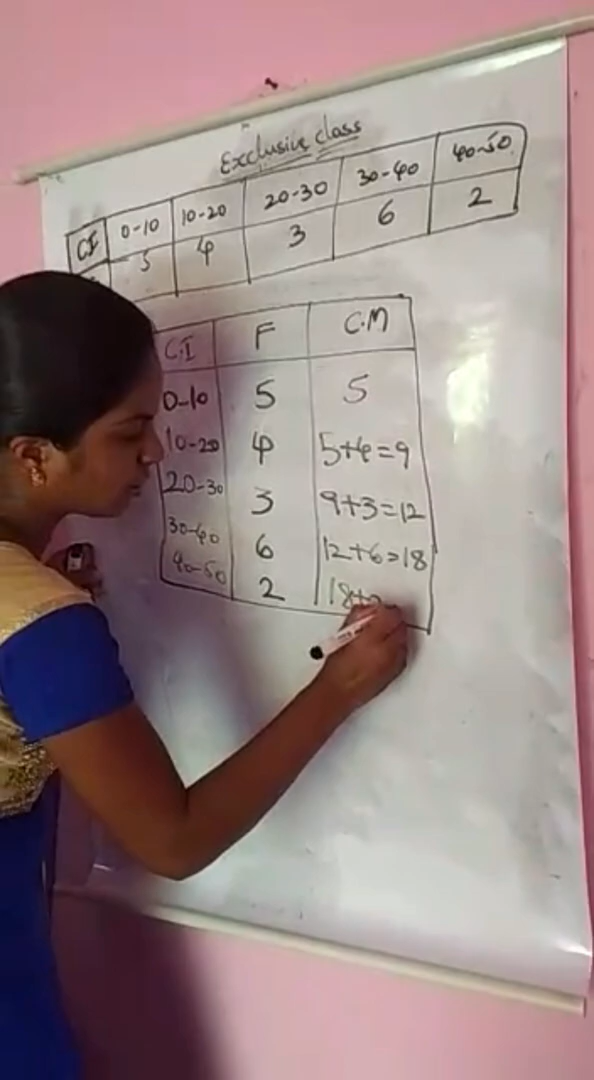 Exclusive class
CI 0-10 10-20 20-30 30-40 40-50
5 4 3 6 2
C.I F C.M
0-10 5 5
10-20 4 5+4=9
20-30 3 9+3=12
30-40 6 12+6=18
40-50 2 18+